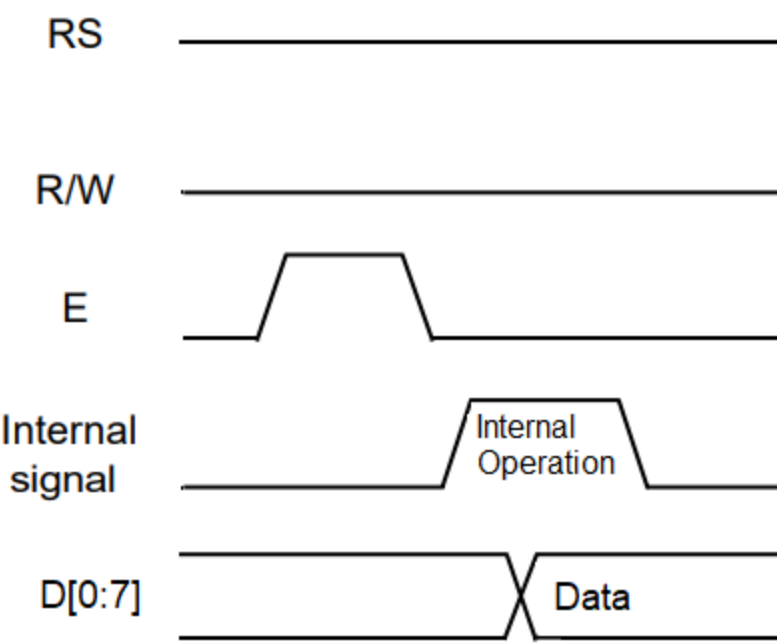 RS
R/W
E
Internal
signal
Internal
Operation
D[0:7]
Data